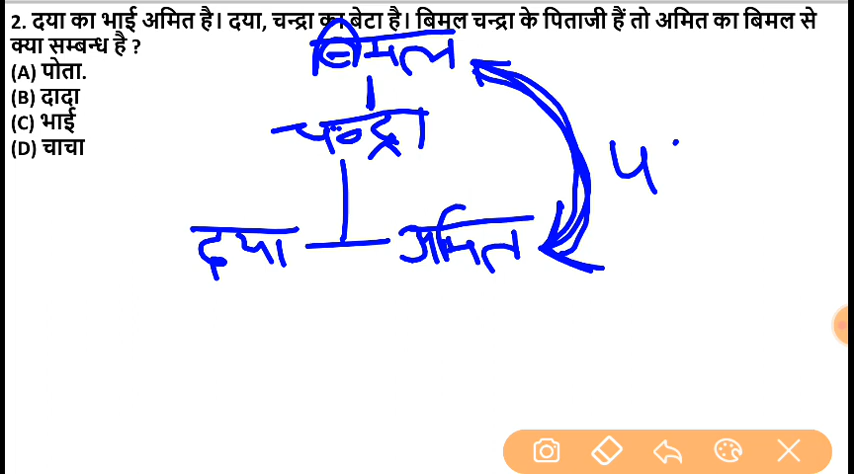 2. दया का भाई अमित है। दया, चन्द्रा का बेटा है। बिमल चन्द्रा के पिताजी हैं तो अमित का बिमल से
क्या सम्बन्ध है ?
(A) पोता.
(B) दादा
(C) भाई
(D) चाचा
बिमल
चन्द्रा
दया अमित